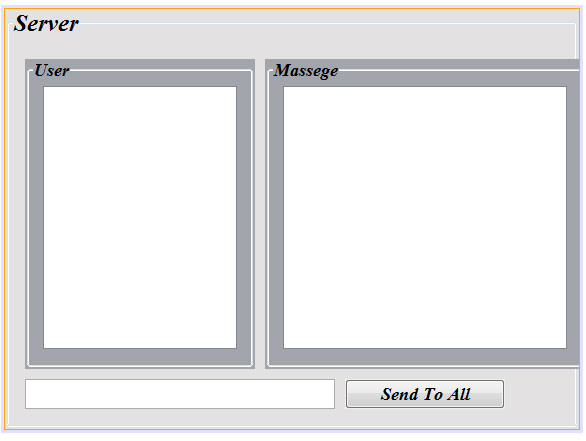 Server
User
Massege
Send To All